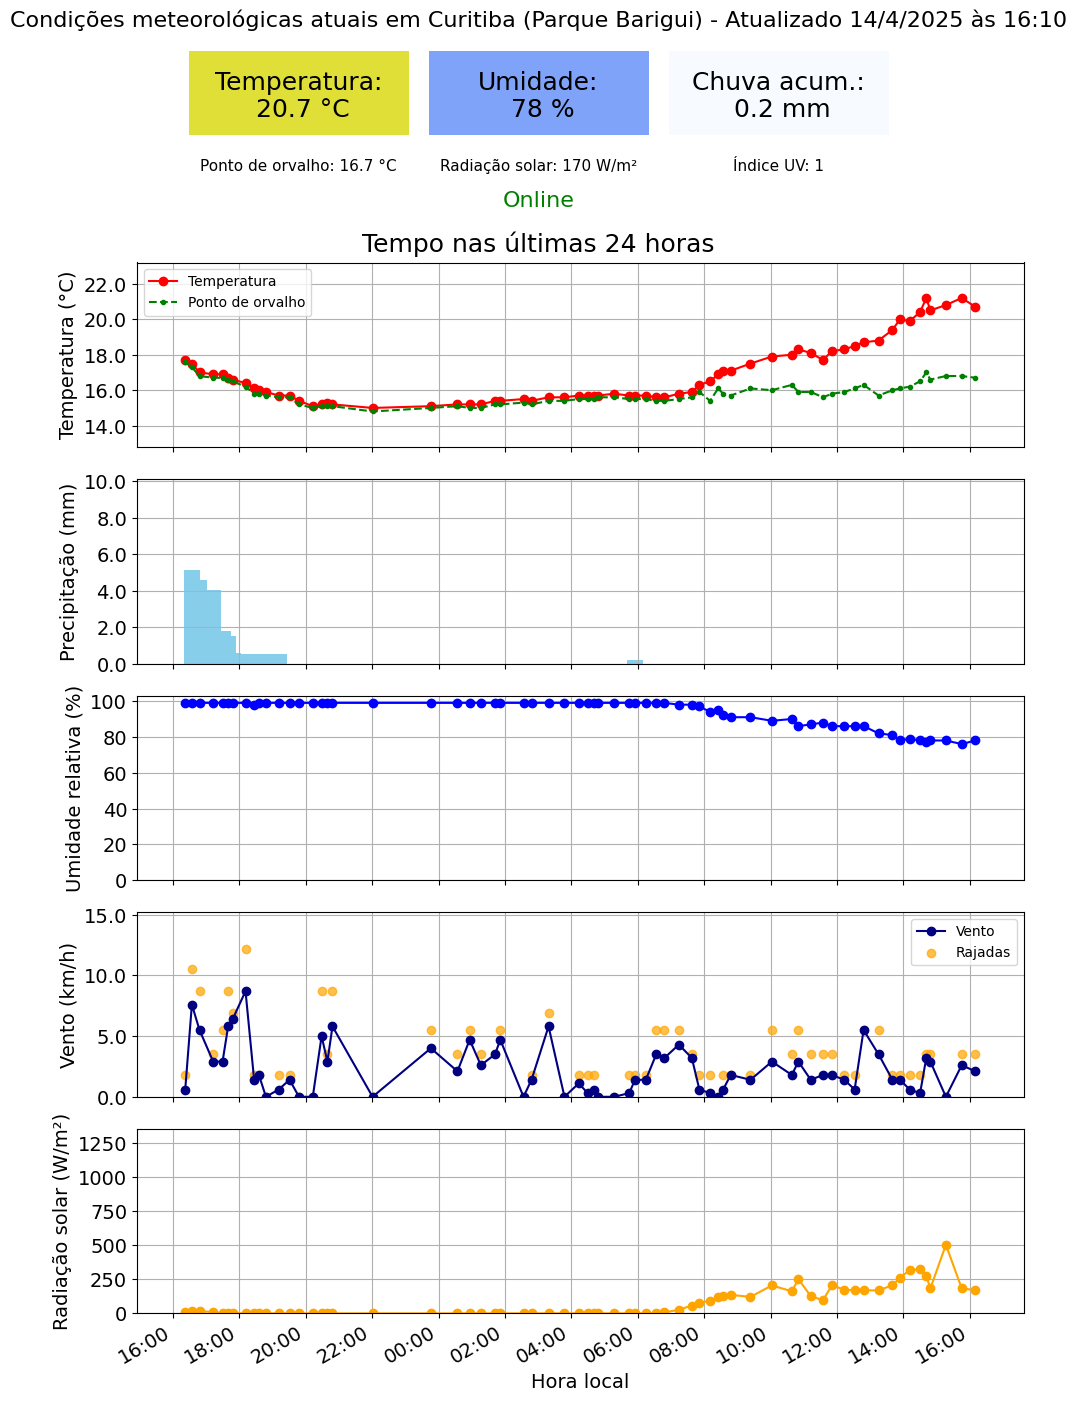 Condições meteorológicas atuais em Curitiba (Parque Barigui) - Atualizado 14/4/2025 às 16:10
Temperatura:
20.7 °C
Umidade:
78 %
Chuva acum.:
0.2 mm
Ponto de orvalho: 16.7 °C
Radiação solar: 170 W/m²
Índice UV: 1
Online
Tempo nas últimas 24 horas
Temperatura (°C)
22.0
20.0
18.0
16.0
14.0
Temperatura
Ponto de orvalho
Precipitação (mm)
10.0
8.0
6.0
4.0
2.0
0.0
Umidade relativa (%)
100
80
60
40
20
0
Vento (km/h)
15.0
10.0
5.0
0.0
Vento
Rajadas
Radiação solar (W/m²)
1250
1000
750
500
250
0
16:00
18:00
20:00
22:00
00:00
02:00
04:00
06:00
08:00
10:00
12:00
14:00
16:00
Hora local